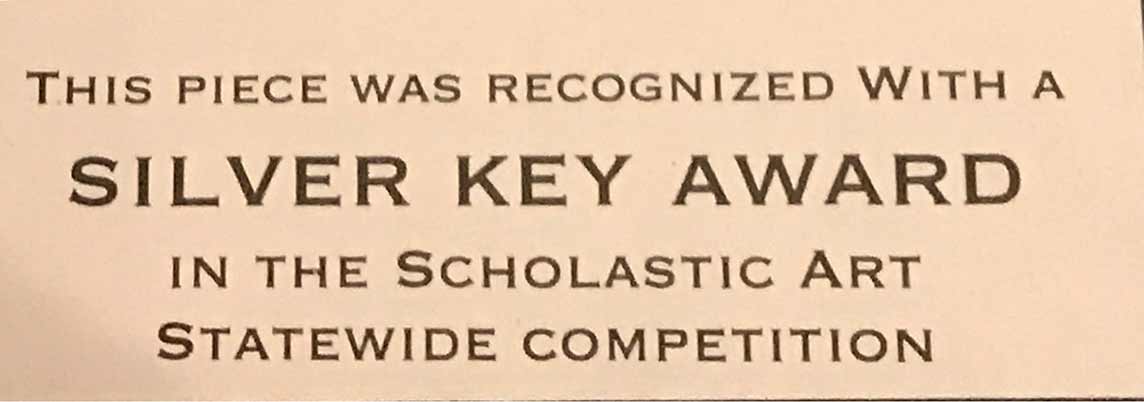 This piece was recognized With a
SILVER KEY AWARD
in the Scholastic Art
Statewide competition